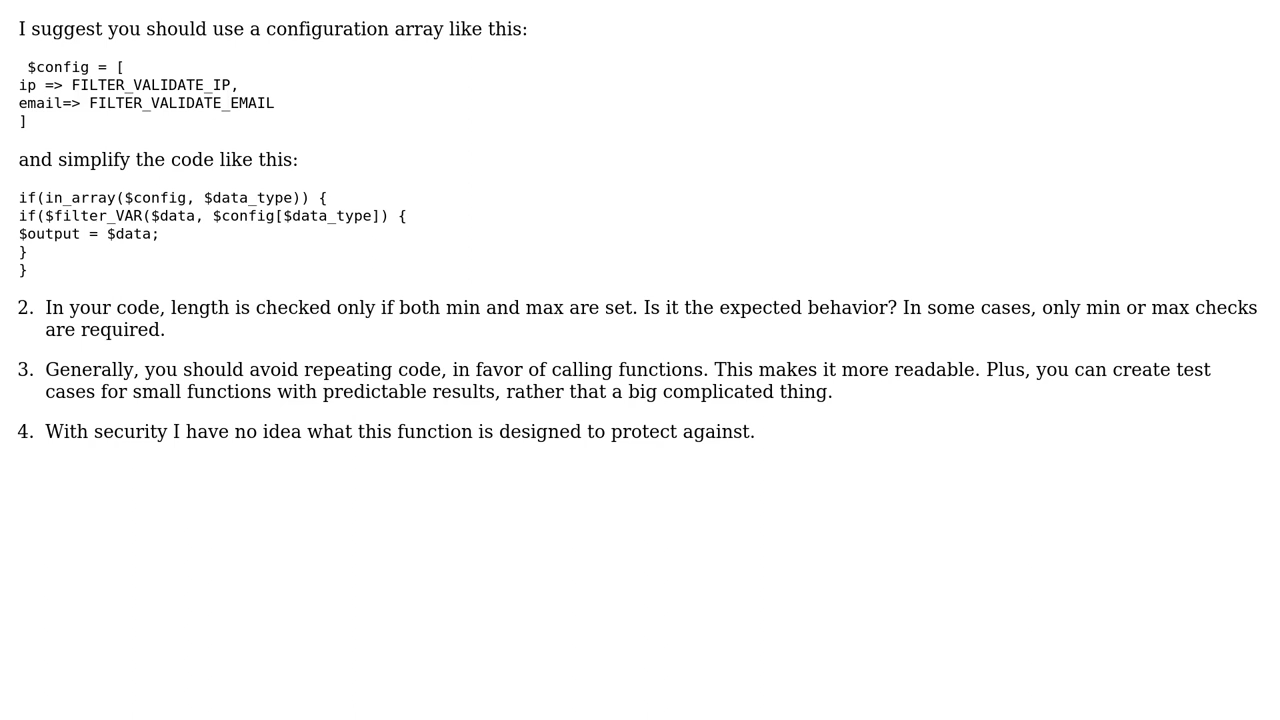 I suggest you should use a configuration array like this:
$config = [
ip => FILTER_VALIDATE_IP,
email=> FILTER_VALIDATE_EMAIL
]
and simplify the code like this:
if(in_array($config, $data_type)) {
if($filter_VAR($data, $config[$data_type]) {
$output = $data;
}
}
2. In your code, length is checked only if both min and max are set. Is it the expected behavior? In some cases, only min or max checks
are required.
3. Generally, you should avoid repeating code, in favor of calling functions. This makes it more readable. Plus, you can create test
cases for small functions with predictable results, rather that a big complicated thing.
4. With security I have no idea what this function is designed to protect against.